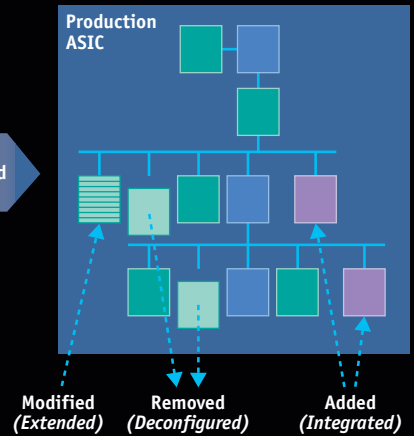 Production
ASIC
d
Modified
(Extended)
Removed
(Deconfigured)
Added
(Integrated)